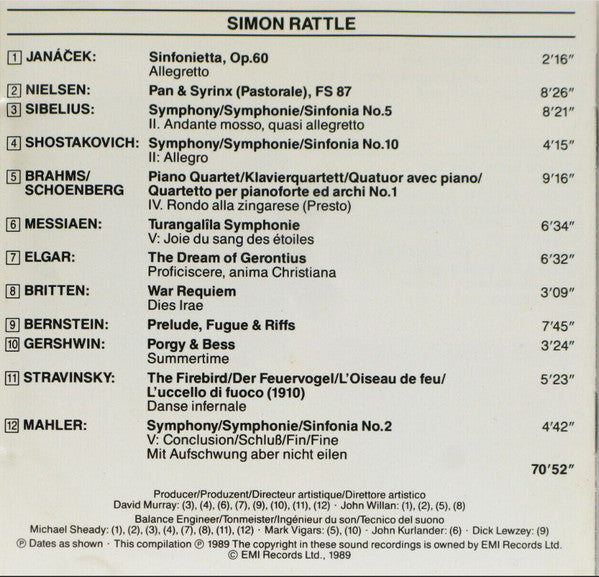 SIMON RATTLE
1 JANÁČEK: Sinfonietta, Op.60 2’16”
Allegretto
2 NIELSEN: Pan & Syrinx (Pastorale), FS 87 8’26”
3 SIBELIUS: Symphony/Symphonie/Sinfonia No.5 8’21”
II. Andante mosso, quasi allegretto
4 SHOSTAKOVICH: Symphony/Symphonie/Sinfonia No.10 4’15”
II: Allegro
5 BRAHMS/ Piano Quartet/Klavierquartett/Quatuor avec piano/ 9’16”
SCHOENBERG Quartetto per pianoforte ed archi No.1
IV. Rondo alla zingarese (Presto)
6 MESSIAEN: Turangalîla Symphonie 6’34”
V: Joie du sang des étoiles
7 ELGAR: The Dream of Gerontius 6’32”
Proficiscere, anima Christiana
8 BRITTEN: War Requiem 3’09”
Dies Irae
9 BERNSTEIN: Prelude, Fugue & Riffs 7’45”
10 GERSHWIN: Porgy & Bess 3’24”
Summertime
11 STRAVINSKY: The Firebird/Der Feuervogel/L’Oiseau de feu/ 5’23”
L’uccello di fuoco (1910)
Danse infernale
12 MAHLER: Symphony/Symphonie/Sinfonia No.2 4’42”
V: Conclusion/Schluß/Fin/Fine
Mit Aufschwung aber nicht eilen
70’52”
Producer/Produzent/Directeur artistique/Direttore artistico
David Murray: (3), (4), (6), (7), (9), (10), (11), (12) · John Willan: (1), (2), (5), (8)
Balance Engineer/Tonmeister/Ingénieur du son/Tecnico del suono
Michael Sheady: (1), (2), (3), (4), (7), (8), (11), (12) · Mark Vigars: (5), (10) · John Kurlander: (6) · Dick Lewzey: (9)
℗ Dates as shown · This compilation ℗ 1989 The copyright in these sound recordings is owned by EMI Records Ltd.
© EMI Records Ltd., 1989